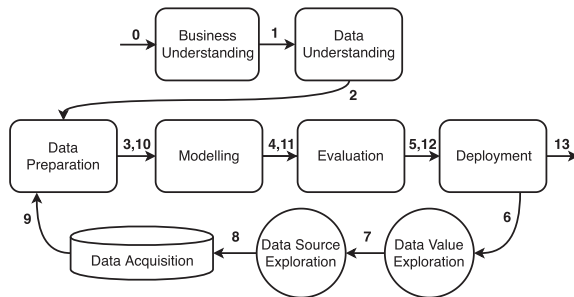 0
Business
Understanding
1
Data
Understanding
2
Data
Preparation
3,10
Modelling
4,11
Evaluation
5,12
Deployment
13
6
Data Value
Exploration
7
Data Source
Exploration
8
Data Acquisition
9